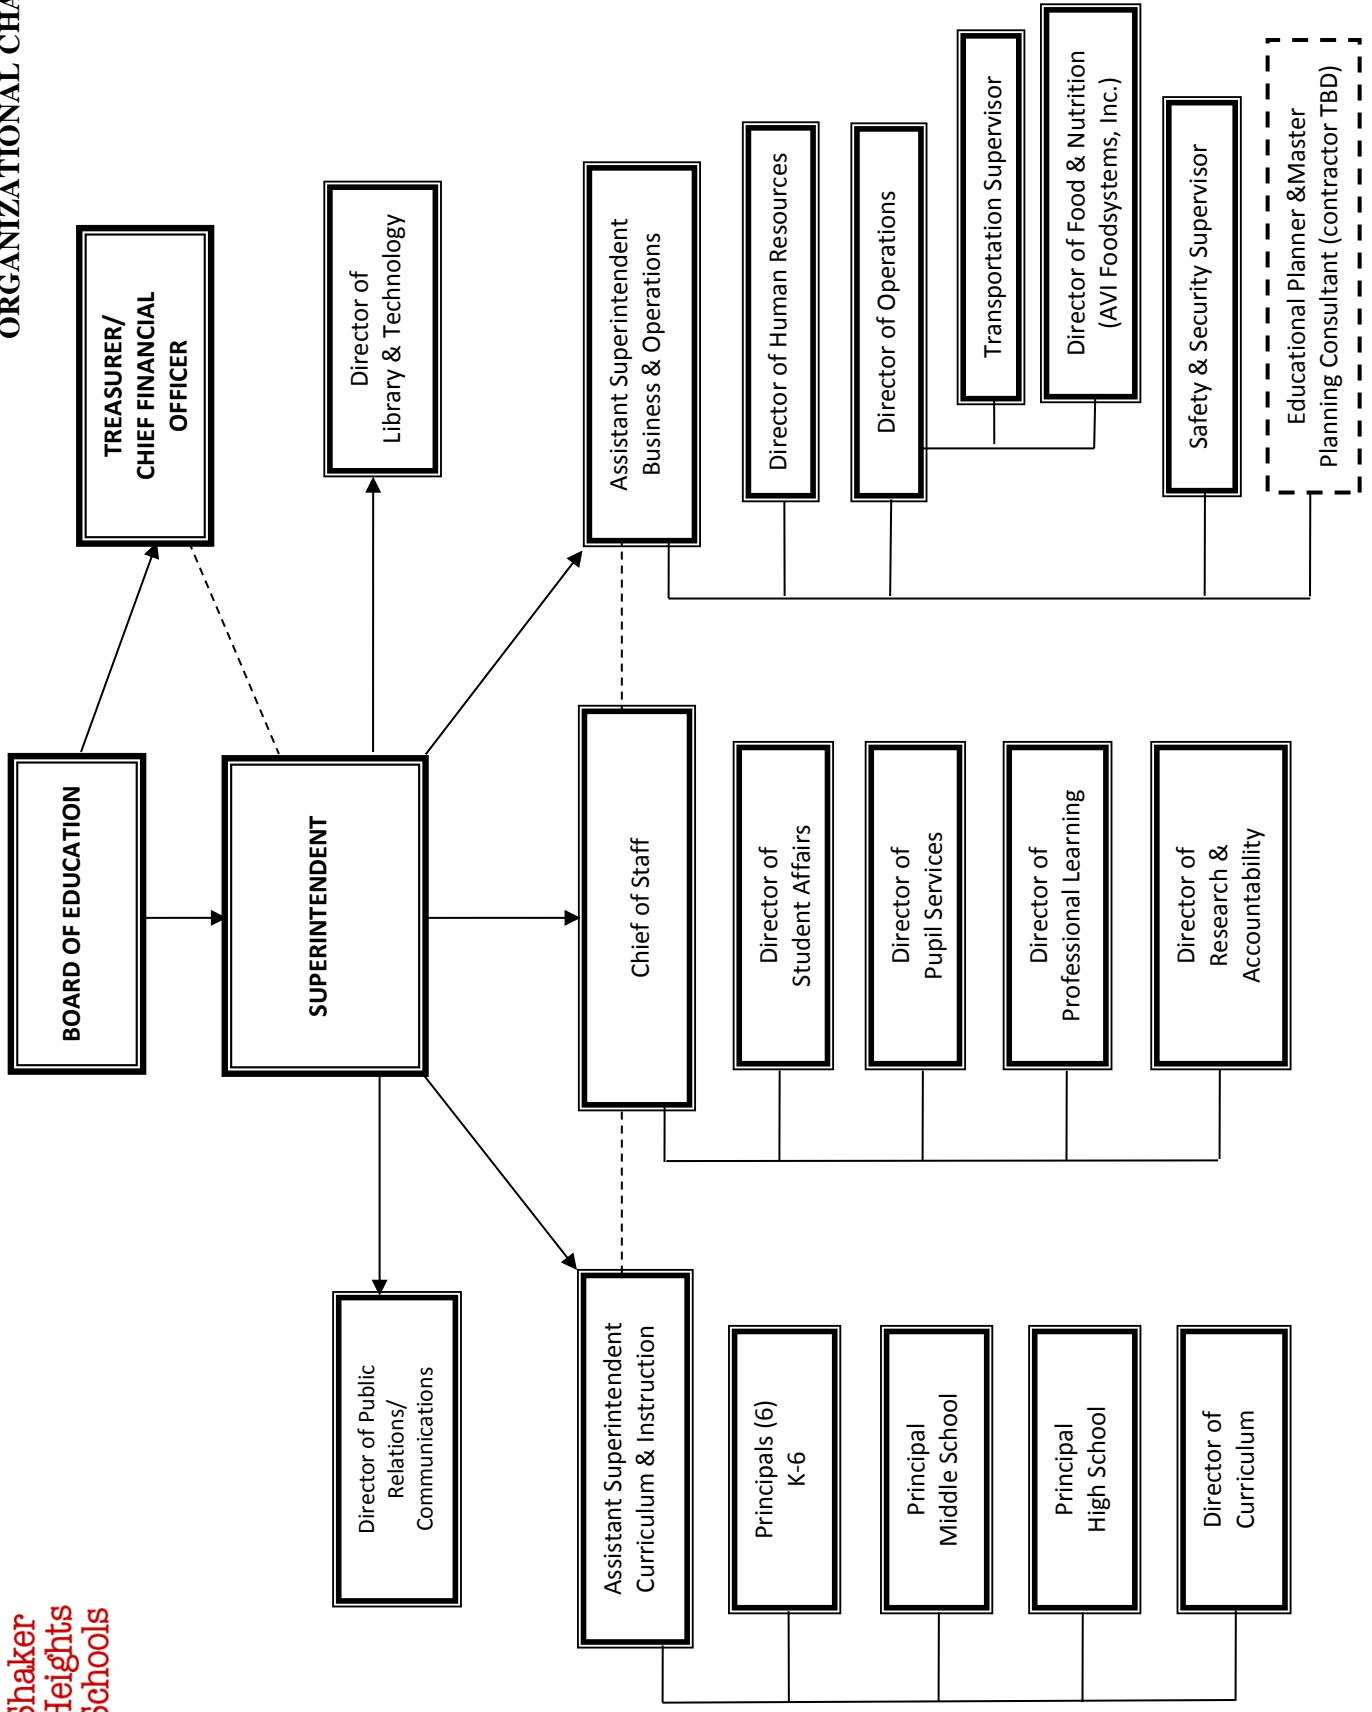 Shaker
Heights
Schools
ORGANIZATIONAL CHA
BOARD OF EDUCATION
TREASURER/
CHIEF FINANCIAL
OFFICER
SUPERINTENDENT
Director of Public
Relations/
Communications
Director of
Library & Technology
Assistant Superintendent
Curriculum & Instruction
Chief of Staff
Assistant Superintendent
Business & Operations
Principals (6)
K-6
Principal
Middle School
Principal
High School
Director of
Curriculum
Director of
Student Affairs
Director of
Pupil Services
Director of
Professional Learning
Director of
Research &
Accountability
Director of Human Resources
Director of Operations
Transportation Supervisor
Director of Food & Nutrition
(AVI Foodsystems, Inc.)
Safety & Security Supervisor
Educational Planner &Master
Planning Consultant (contractor TBD)